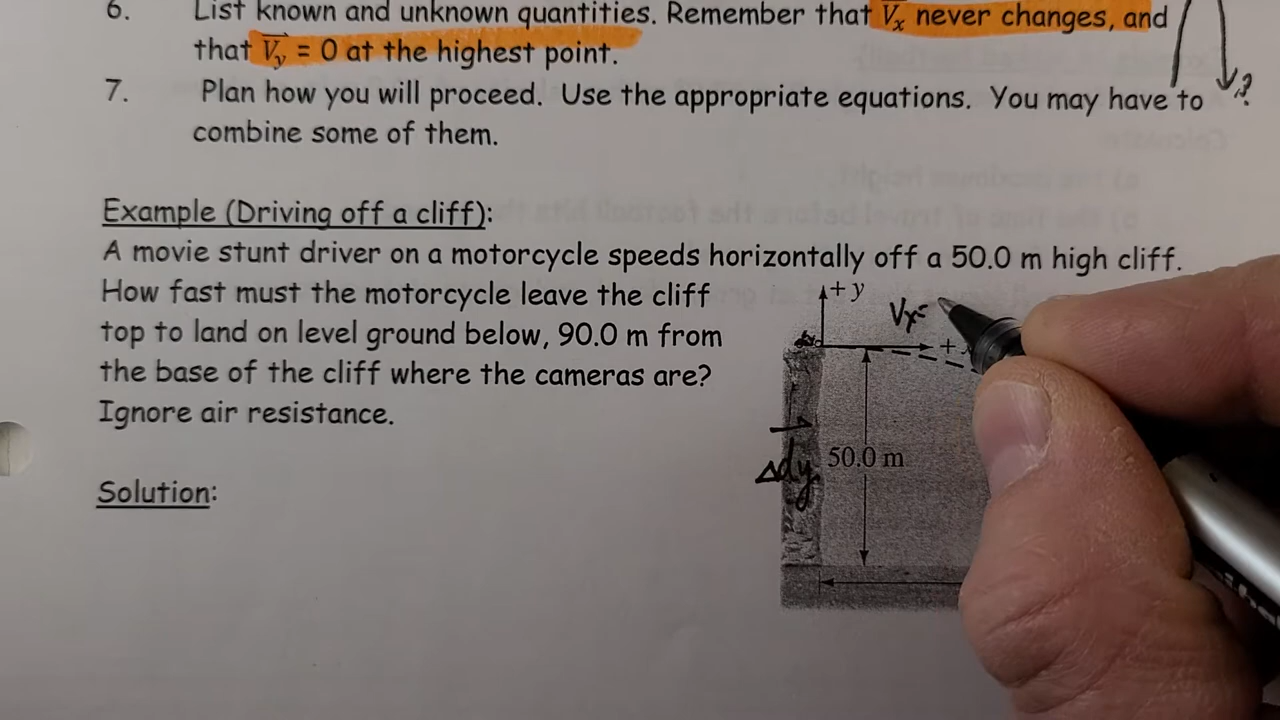 6. List known and unknown quantities. Remember that Vx never changes, and
that Vy = 0 at the highest point.
7. Plan how you will proceed. Use the appropriate equations. You may have to
combine some of them.
?
Example (Driving off a cliff):
A movie stunt driver on a motorcycle speeds horizontally off a 50.0 m high cliff.
How fast must the motorcycle leave the cliff
top to land on level ground below, 90.0 m from
the base of the cliff where the cameras are?
Ignore air resistance.
+y
Vx=
+
Δdy
50.0 m
Solution: